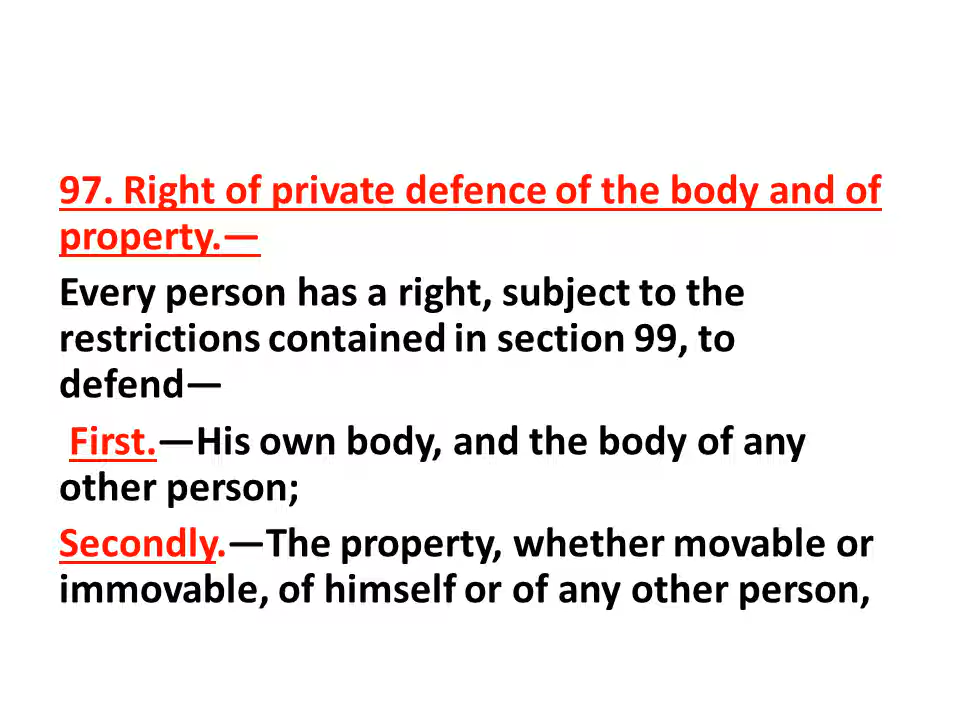 97. Right of private defence of the body and of
property.—
Every person has a right, subject to the
restrictions contained in section 99, to
defend—
First.—His own body, and the body of any
other person;
Secondly.—The property, whether movable or
immovable, of himself or of any other person,